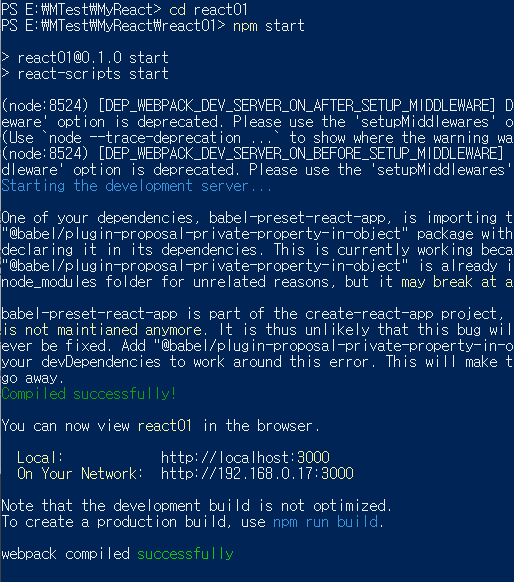 PS E:\MTest\MyReact> cd react01
PS E:\MTest\MyReact\react01> npm start
> react01@0.1.0 start
> react-scripts start
(node:8524) [DEP_WEBPACK_DEV_SERVER_ON_AFTER_SETUP_MIDDLEWARE] D
eware' option is deprecated. Please use the 'setupMiddlewares' o
(Use `node --trace-deprecation ...` to show where the warning wa
(node:8524) [DEP_WEBPACK_DEV_SERVER_ON_BEFORE_SETUP_MIDDLEWARE]
dleware' option is deprecated. Please use the 'setupMiddlewares'
Starting the development server...
One of your dependencies, babel-preset-react-app, is importing t
"@babel/plugin-proposal-private-property-in-object" package with
declaring it in its dependencies. This is currently working beca
"@babel/plugin-proposal-private-property-in-object" is already i
node_modules folder for unrelated reasons, but it may break at a
babel-preset-react-app is part of the create-react-app project,
is not maintianed anymore. It is thus unlikely that this bug wil
ever be fixed. Add "@babel/plugin-proposal-private-property-in-o
your devDependencies to work around this error. This will make t
go away.
Compiled successfully!
You can now view react01 in the browser.
Local: http://localhost:3000
On Your Network: http://192.168.0.17:3000
Note that the development build is not optimized.
To create a production build, use npm run build.
webpack compiled successfully